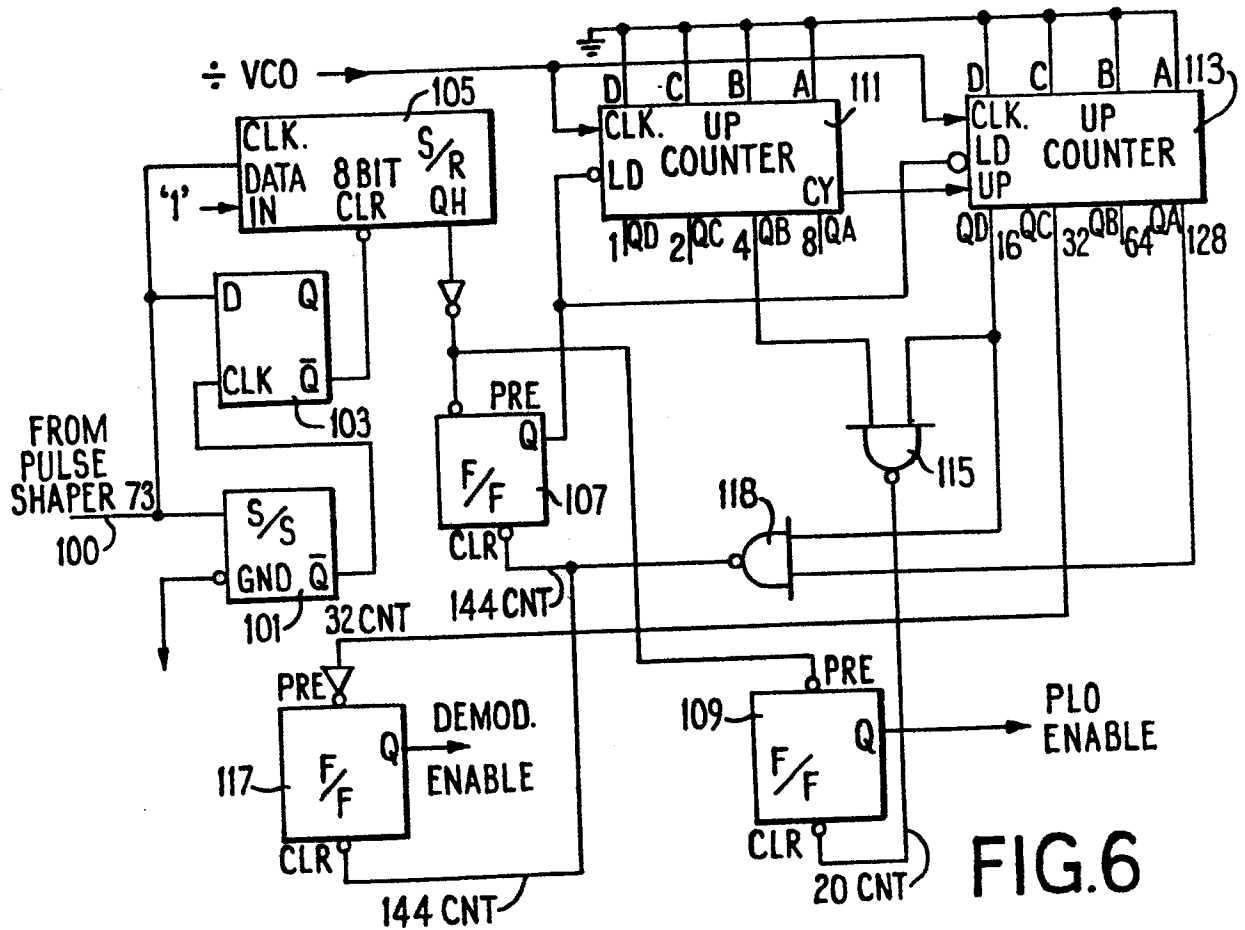 ÷ VCO
105
CLK.
DATA
'1'
IN
8 BIT
CLR
S/R
QH
D C B A
111
CLK. UP
COUNTER
LD
CY
1 QD 2 QC 4 QB 8 QA
D C B A
113
CLK. UP
COUNTER
LD
UP
QD 16 QC 32 QB 64 QA 128
D Q
CLK Q̅
103
FROM
PULSE
SHAPER 73
100
S/S
GND Q̅
101
PRE
Q
F/F
107
CLR
144 CNT
118
115
32 CNT
PRE
Q
F/F
117
CLR
DEMOD.
ENABLE
144 CNT
109
PRE
Q
F/F
CLR
PLO
ENABLE
20 CNT
FIG.6